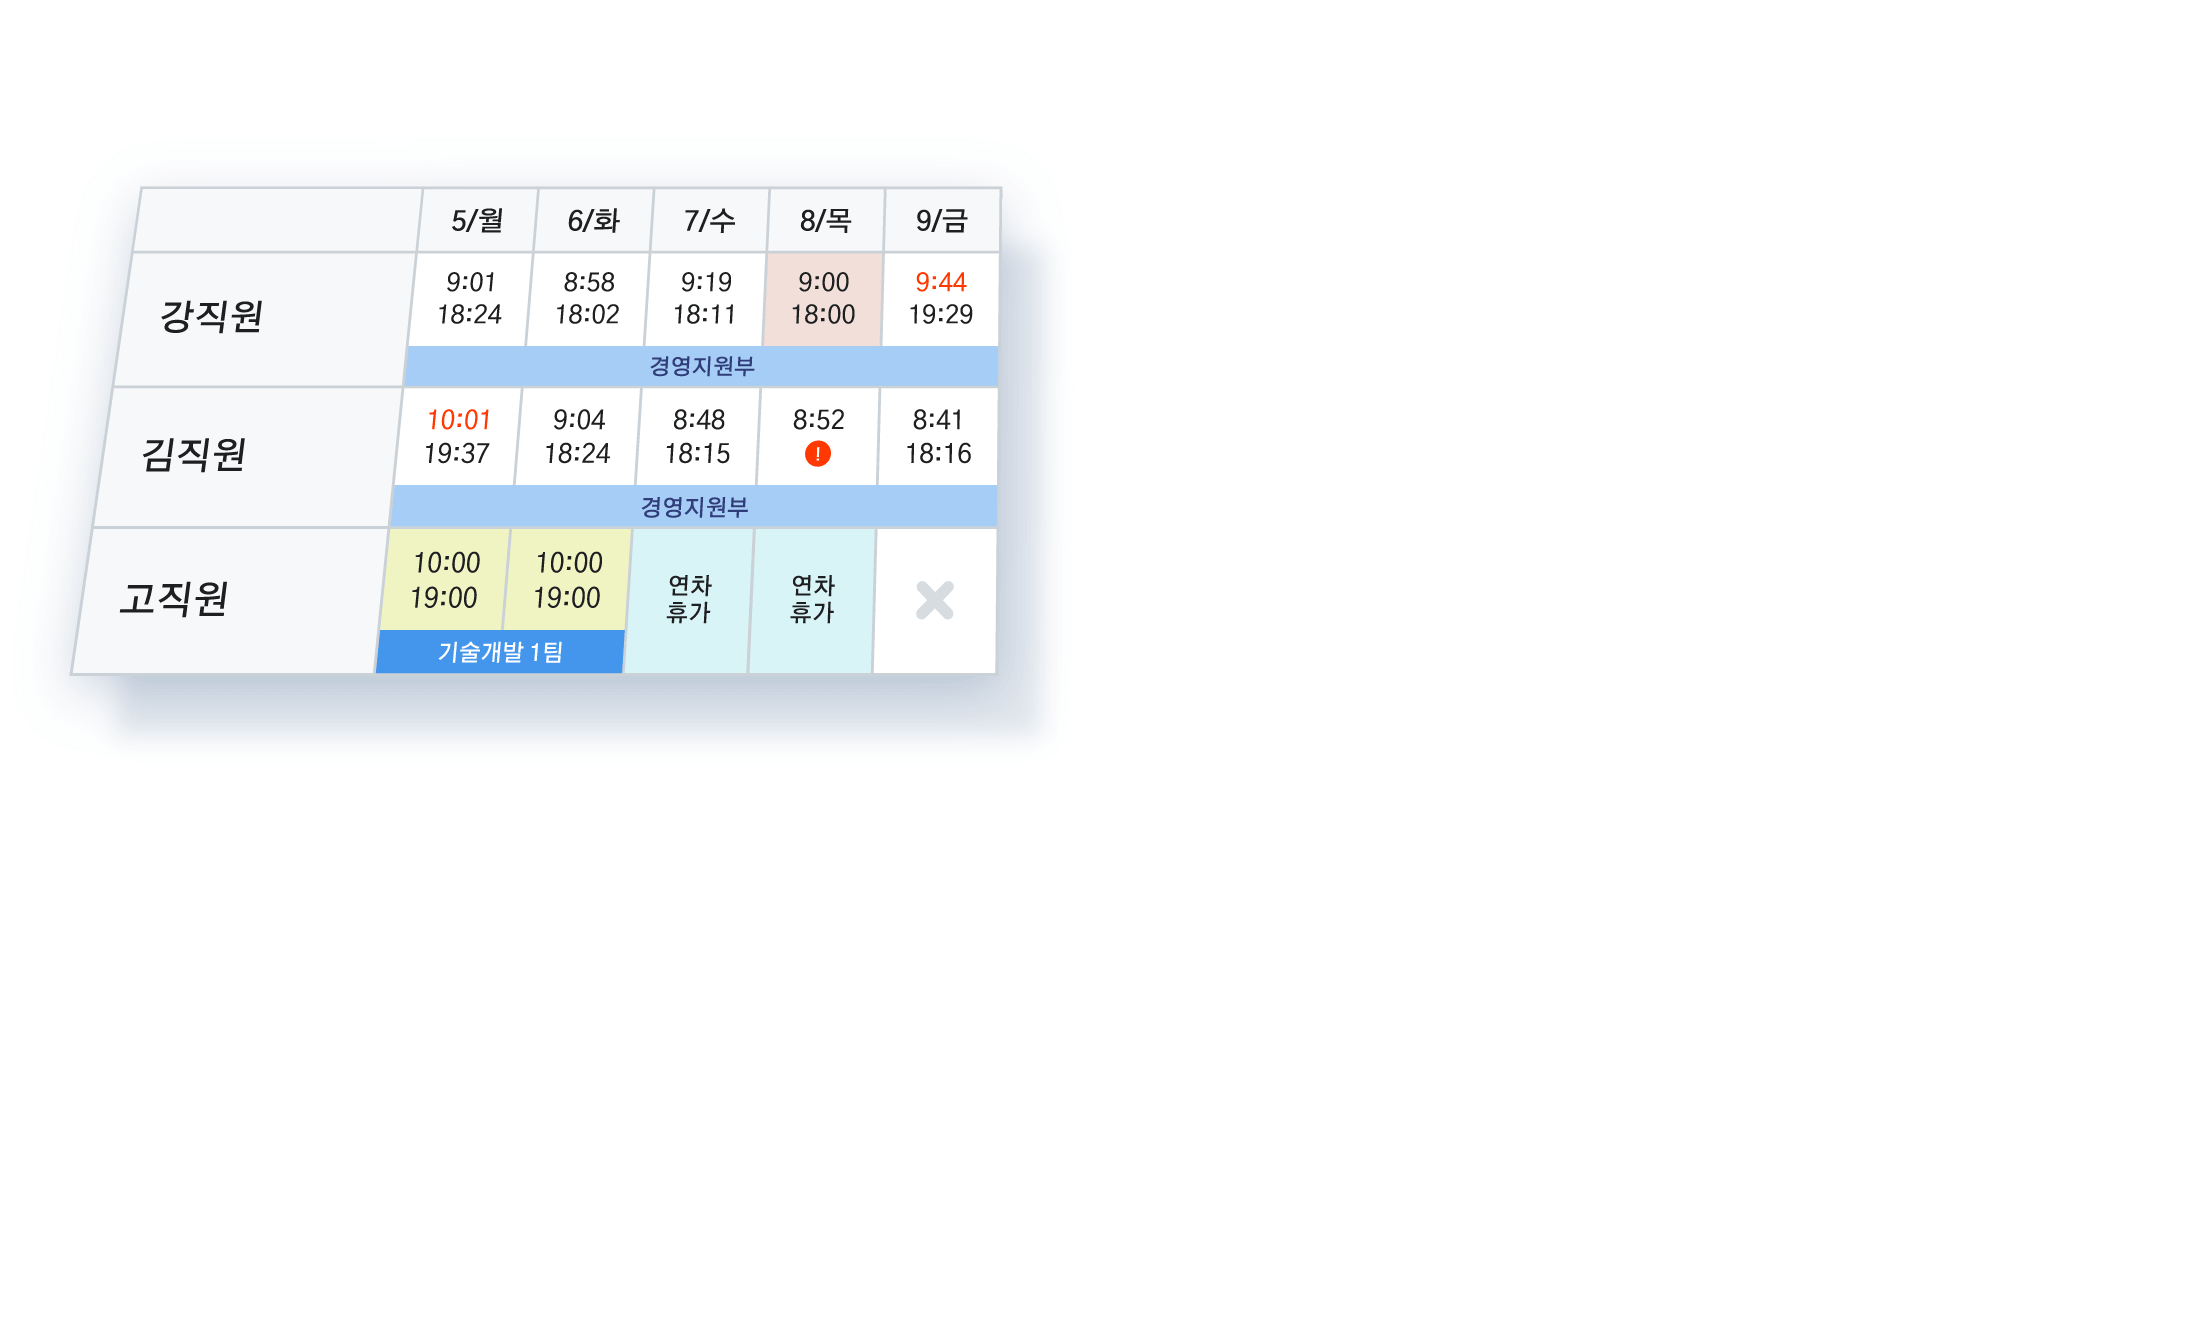 5/월 6/화 7/수 8/목 9/금
강직원
9:01 8:58 9:19 9:00 9:44
18:24 18:02 18:11 18:00 19:29
경영지원부
김직원
10:01 9:04 8:48 8:52 8:41
19:37 18:24 18:15 ! 18:16
경영지원부
고직원
10:00 10:00 연차 연차
19:00 19:00 휴가 휴가
기술개발 1팀